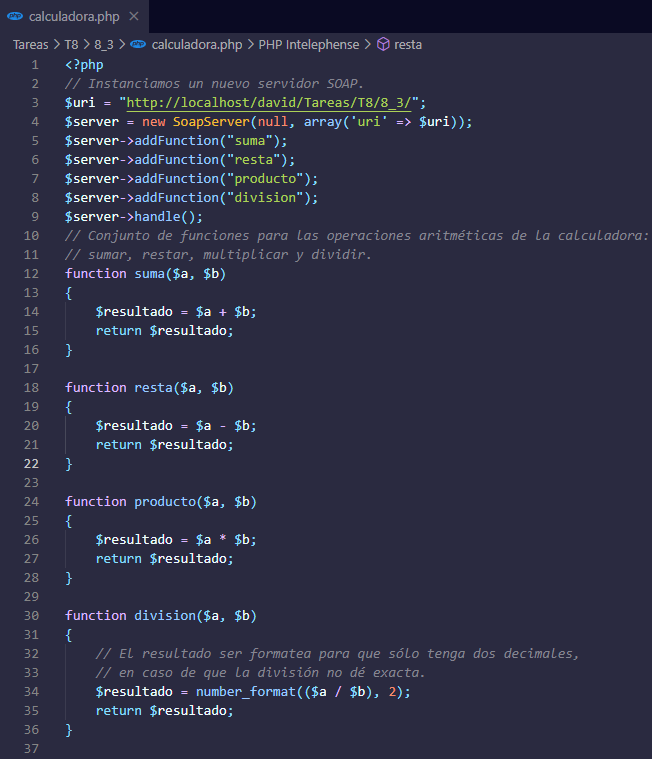 php calculadora.php ×
Tareas > T8 > 8_3 > php calculadora.php > PHP Intelephense > resta
1 <?php
2 // Instanciamos un nuevo servidor SOAP.
3 $uri = "http://localhost/david/Tareas/T8/8_3/";
4 $server = new SoapServer(null, array('uri' => $uri));
5 $server->addFunction("suma");
6 $server->addFunction("resta");
7 $server->addFunction("producto");
8 $server->addFunction("division");
9 $server->handle();
10 // Conjunto de funciones para las operaciones aritméticas de la calculadora:
11 // sumar, restar, multiplicar y dividir.
12 function suma($a, $b)
13 {
14     $resultado = $a + $b;
15     return $resultado;
16 }
17
18 function resta($a, $b)
19 {
20     $resultado = $a - $b;
21     return $resultado;
22 }
23
24 function producto($a, $b)
25 {
26     $resultado = $a * $b;
27     return $resultado;
28 }
29
30 function division($a, $b)
31 {
32     // El resultado ser formatea para que sólo tenga dos decimales,
33     // en caso de que la división no dé exacta.
34     $resultado = number_format(($a / $b), 2);
35     return $resultado;
36 }
37